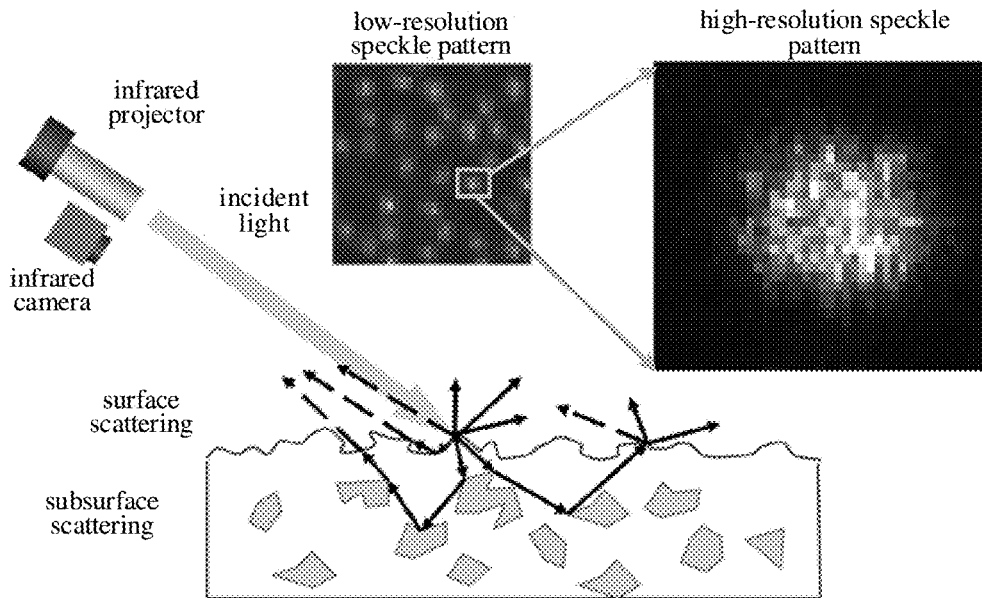 low-resolution
speckle pattern
high-resolution speckle
pattern
infrared
projector
incident
light
infrared
camera
surface
scattering
subsurface
scattering